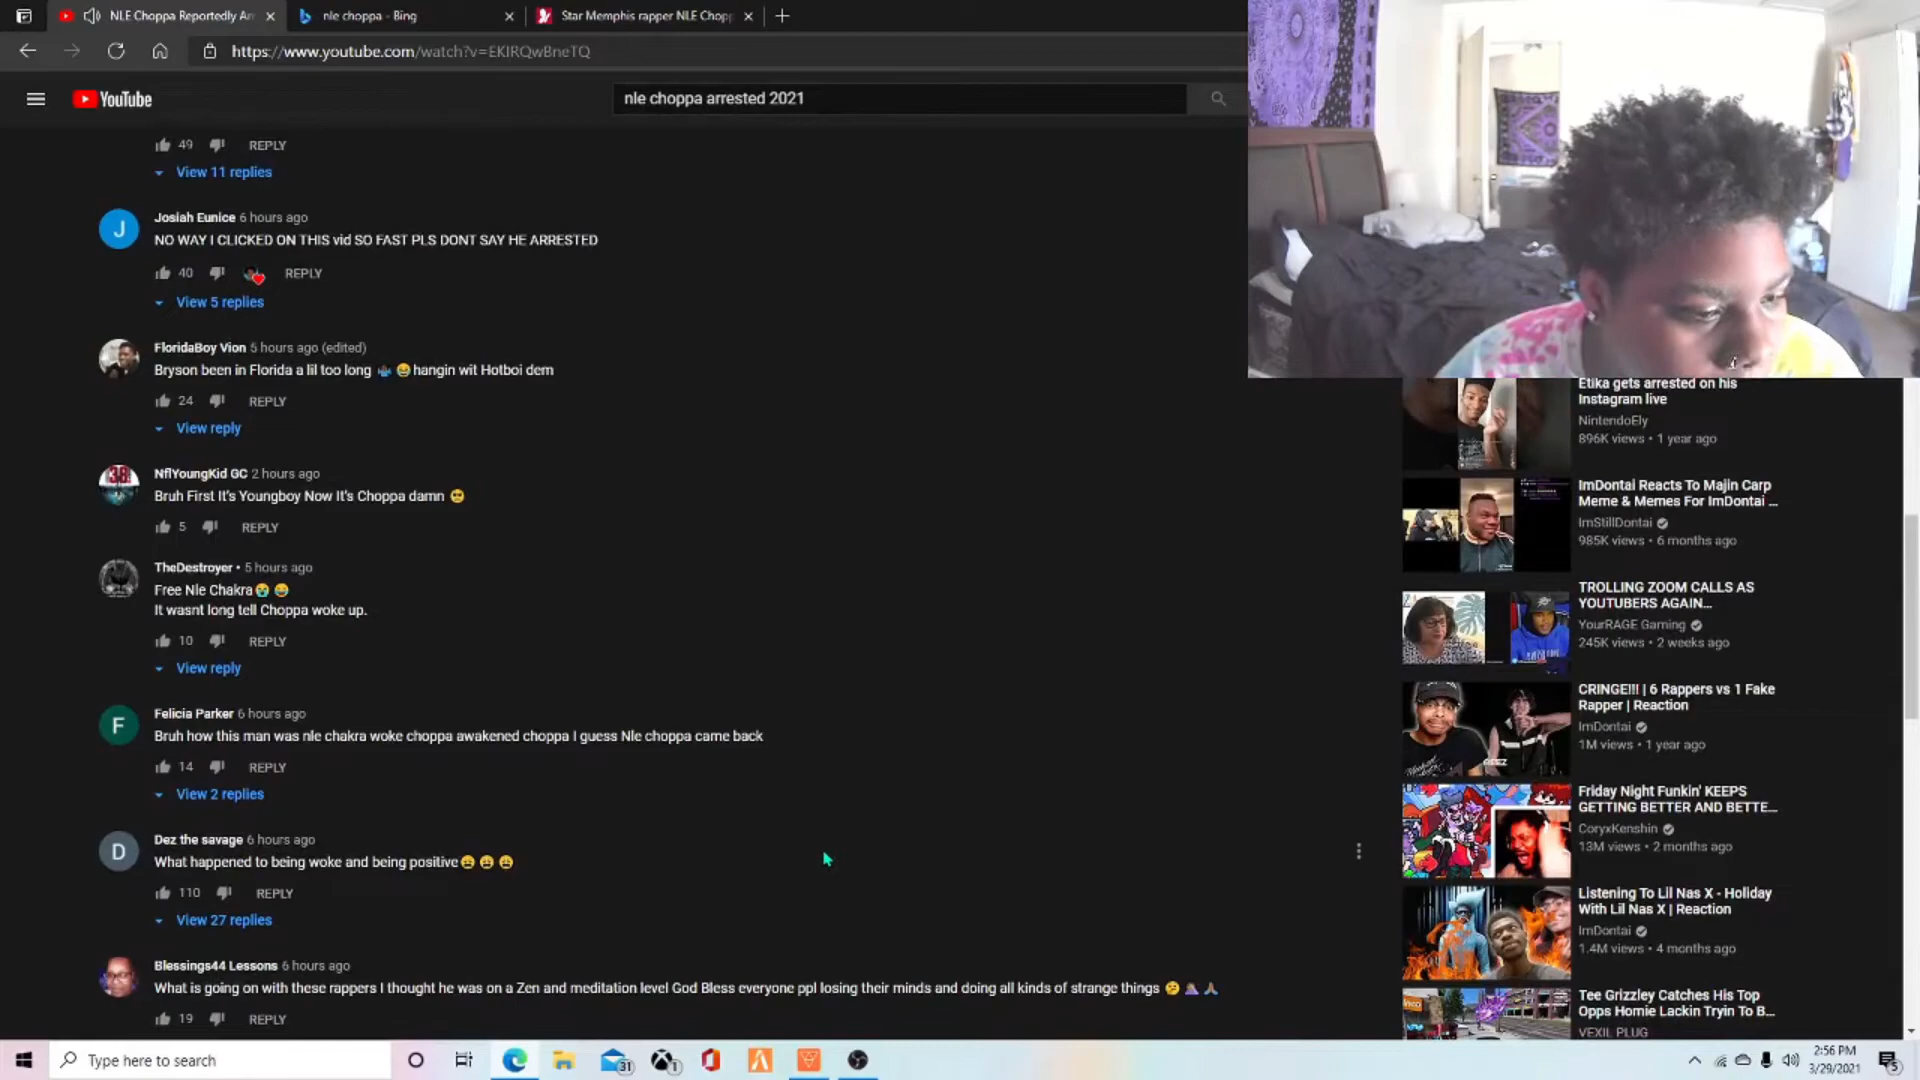 NLE Choppa Reportedly Ar
nle choppa - Bing
Star Memphis rapper NLE Chopp
https://www.youtube.com/watch?v=EKIRQwBneTQ
YouTube
nle choppa arrested 2021
49 REPLY
View 11 replies
J
Josiah Eunice 6 hours ago
NO WAY I CLICKED ON THIS vid SO FAST PLS DONT SAY HE ARRESTED
40 REPLY
View 5 replies
FloridaBoy Vion 5 hours ago (edited)
Bryson been in Florida a lil too long 🤷🏽‍♂️😂hangin wit Hotboi dem
24 REPLY
View reply
38
NflYoungKid GC 2 hours ago
Bruh First It's Youngboy Now It's Choppa damn 🥺
5 REPLY
TheDestroyer • 5 hours ago
Free Nle Chakra😭😂
It wasnt long tell Choppa woke up.
10 REPLY
View reply
F
Felicia Parker 6 hours ago
Bruh how this man was nle chakra woke choppa awakened choppa I guess Nle choppa came back
14 REPLY
View 2 replies
D
Dez the savage 6 hours ago
What happened to being woke and being positive😩😩😩
110 REPLY
View 27 replies
Blessings44 Lessons 6 hours ago
What is going on with these rappers I thought he was on a Zen and meditation level God Bless everyone ppl losing their minds and doing all kinds of strange things 🤔🤦🏾‍♀️🙏🏾
19 REPLY
Etika gets arrested on his
Instagram live
NintendoEly
896K views • 1 year ago
ImDontai Reacts To Majin Carp
Meme & Memes For ImDontai ...
ImStillDontai
985K views • 6 months ago
TROLLING ZOOM CALLS AS
YOUTUBERS AGAIN...
YourRAGE Gaming
245K views • 2 weeks ago
CRINGE!!! | 6 Rappers vs 1 Fake
Rapper | Reaction
ImDontai
1M views • 1 year ago
Friday Night Funkin' KEEPS
GETTING BETTER AND BETTE...
CoryxKenshin
13M views • 2 months ago
Listening To Lil Nas X - Holiday
With Lil Nas X | Reaction
ImDontai
1.4M views • 4 months ago
Tee Grizzley Catches His Top
Opps Homie Lackin Tryin To B...
VEXIL PLUG
Type here to search
31
1
2:56 PM
3/29/2021
5